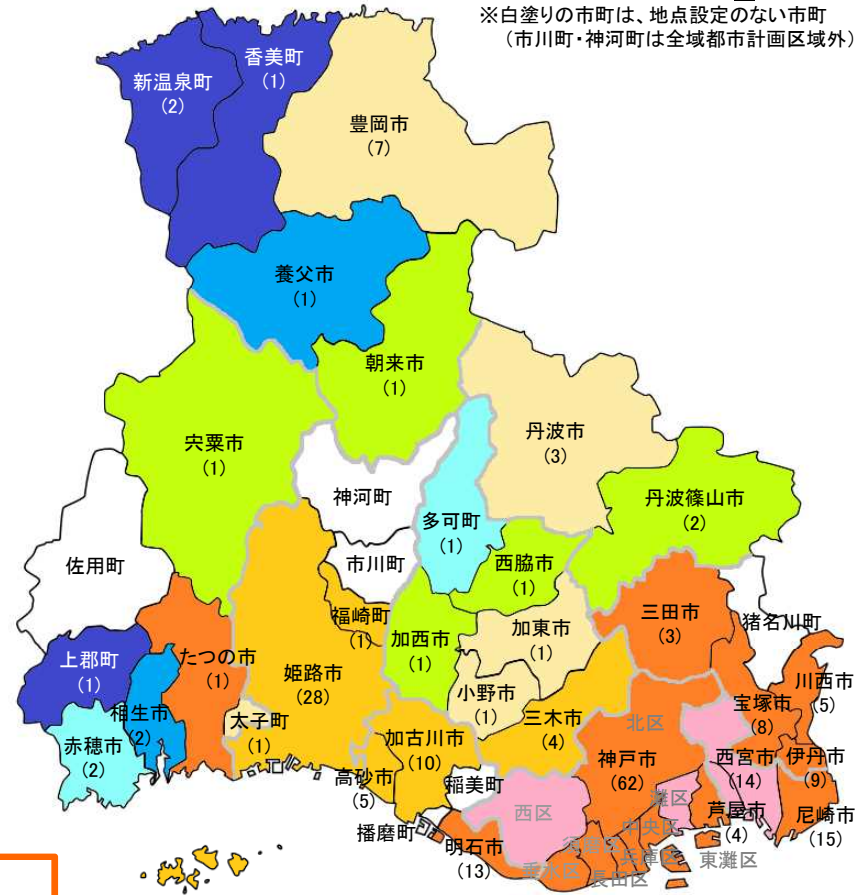 ※白塗りの市町は、地点設定のない市町
（市川町・神河町は全域都市計画区域外）
香美町
（1）
新温泉町
（2）
豊岡市
（7）
養父市
（1）
朝来市
（1）
宍粟市
（1）
丹波市
（3）
神河町
多可町
（1）
丹波篠山市
（2）
佐用町
市川町
西脇市
（1）
福崎町
（1）
加西市
（1）
加東市
（1）
三田市
（3）
猪名川町
上郡町
（1）
たつの市
（1）
姫路市
（28）
小野市
（1）
川西市
（5）
相生市
（2）
太子町
（1）
三木市
（4）
北区
宝塚市
（8）
赤穂市
（2）
加古川市
（10）
神戸市
（62）
西宮市
（14）
伊丹市
（9）
高砂市
（5）
稲美町
西区
灘区
芦屋市
（4）
尼崎市
（15）
播磨町
明石市
（13）
須磨区
中央区
兵庫区
東灘区
垂水区
長田区